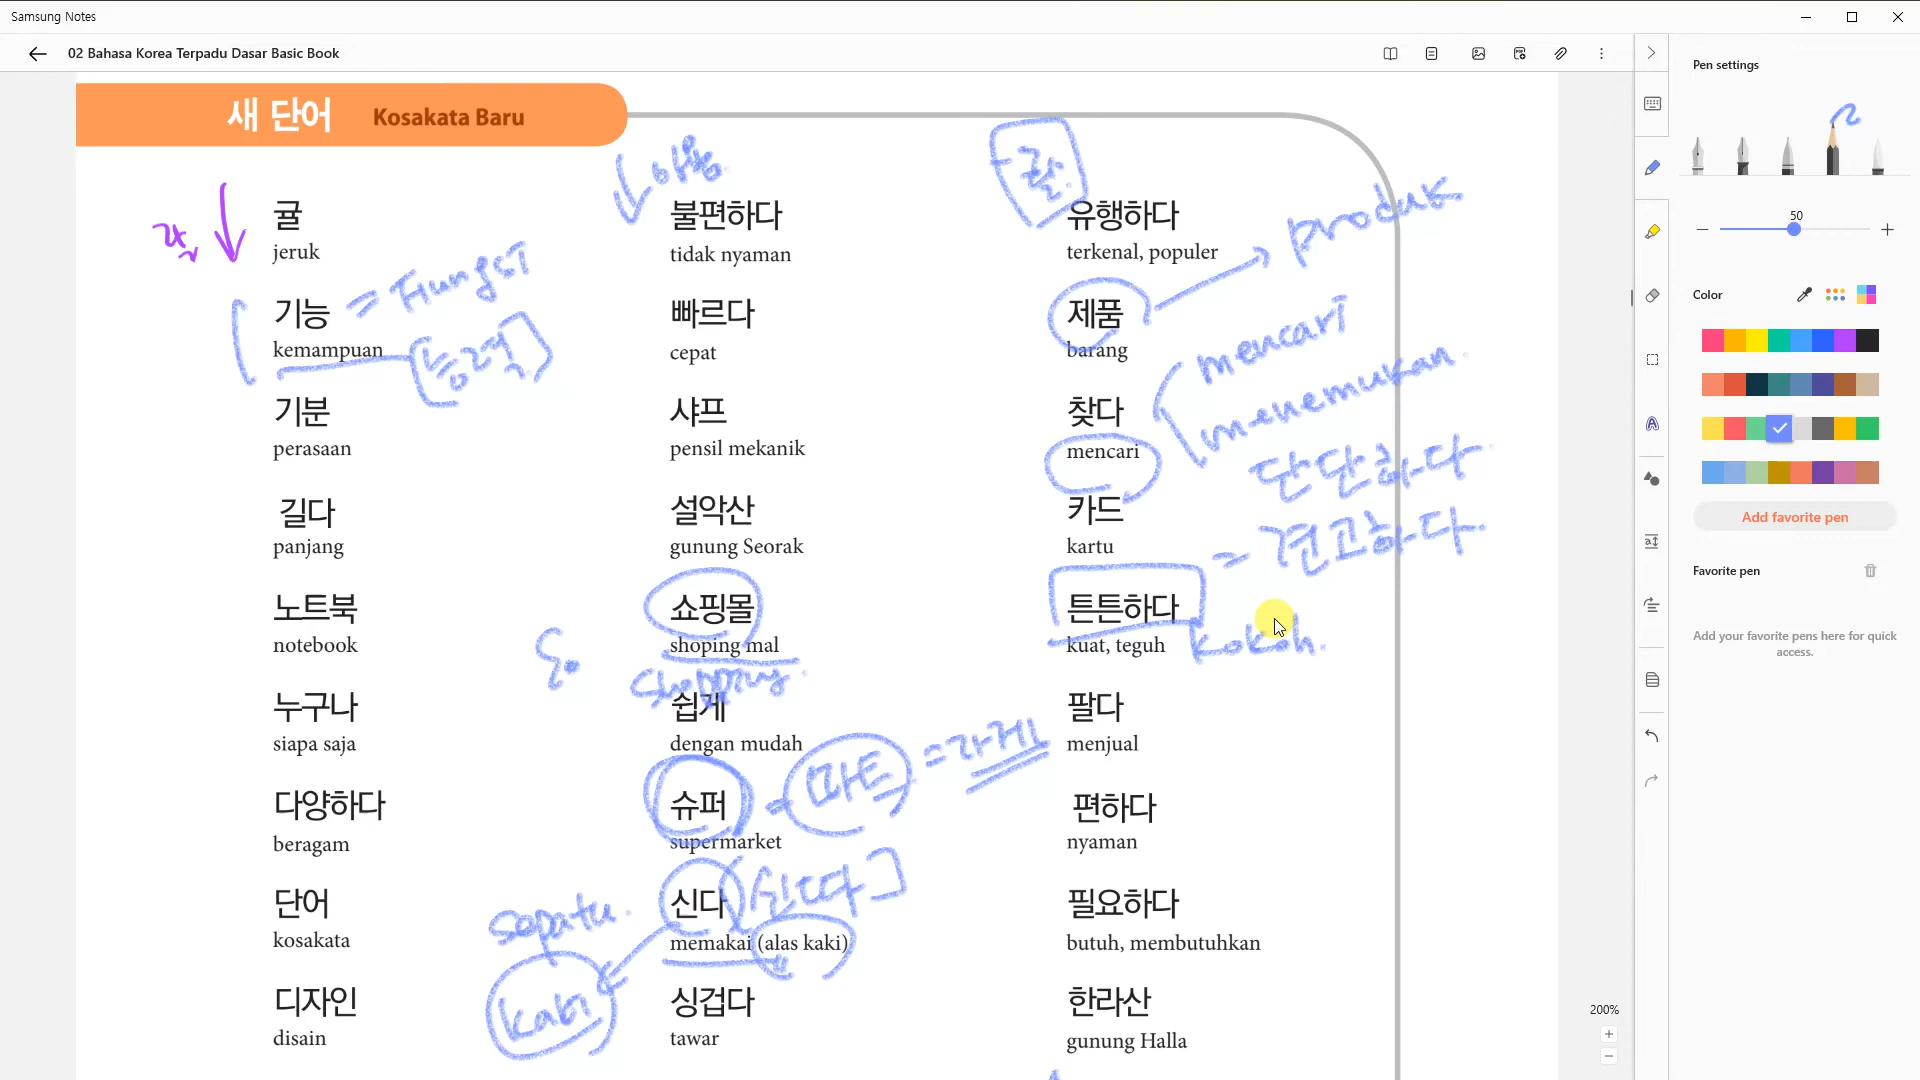 Samsung Notes
02 Bahasa Korea Terpadu Dasar Basic Book
새 단어 Kosakata Baru
귤
jeruk
기능 = Fungsi
kemampuan [능력]
기분
perasaan
길다
panjang
노트북
notebook
누구나
siapa saja
다양하다
beragam
단어
kosakata
디자인
disain
불편하다
tidak nyaman
빠르다
cepat
샤프
pensil mekanik
설악산
gunung Seorak
쇼핑몰
shoping mal
Shopping
쉽게
dengan mudah
슈퍼
= 마트 = 가게
supermarket
신다 [신따]
memakai (alas kaki)
sepatu
kaki
싱겁다
tawar
유행하다
terkenal, populer
제품
produk
barang
찾다
mencari
menemukan
mencari
카드
kartu
단단하다
= 견고하다
튼튼하다
kuat, teguh
kokoh
팔다
menjual
편하다
nyaman
필요하다
butuh, membutuhkan
한라산
gunung Halla
200%
Pen settings
50
Color
Add favorite pen
Favorite pen
Add your favorite pens here for quick
access.